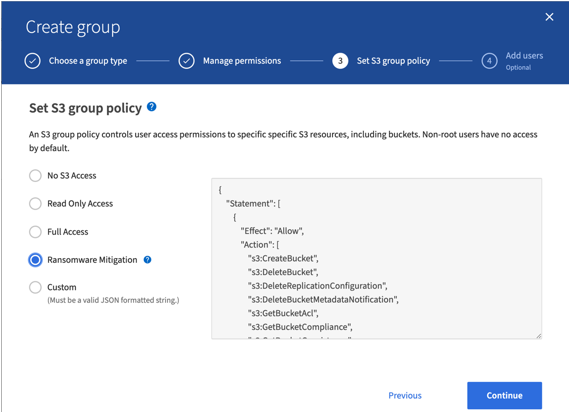 Create group
Choose a group type
Manage permissions
3 Set S3 group policy
4 Add users
Optional
Set S3 group policy ?
An S3 group policy controls user access permissions to specific specific S3 resources, including buckets. Non-root users have no access
by default.
No S3 Access
Read Only Access
Full Access
Ransomware Mitigation ?
Custom
(Must be a valid JSON formatted string.)
{
"Statement": [
{
"Effect": "Allow",
"Action": [
"s3:CreateBucket",
"s3:DeleteBucket",
"s3:DeleteReplicationConfiguration",
"s3:DeleteBucketMetadataNotification",
"s3:GetBucketAcl",
"s3:GetBucketCompliance",
Previous
Continue